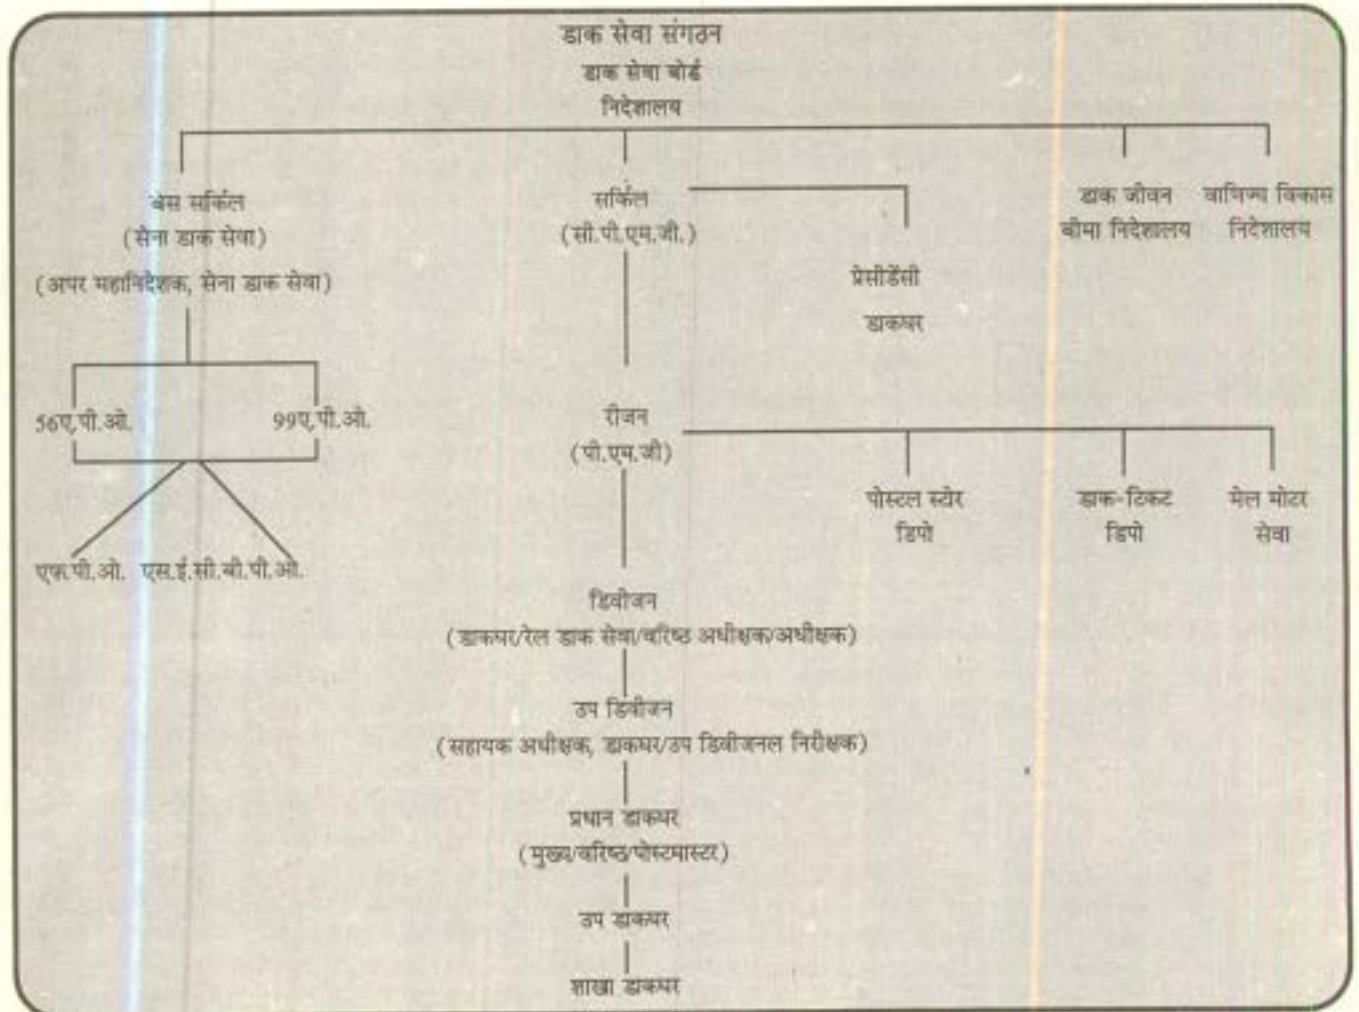 डाक सेवा संगठन
डाक सेवा बोर्ड
निदेशालय
बेस सर्किल
(सेना डाक सेवा)
(अपर महानिदेशक, सेना डाक सेवा)
सर्किल
(सी.पी.एम.जी.)
प्रेसीडेंसी
डाकघर
डाक जीवन
बीमा निदेशालय
वाणिज्य विकास
निदेशालय
56ए.पी.ओ.
99ए.पी.ओ.
एफ.पी.ओ.
एस.ई.सी.बी.पी.ओ.
रीजन
(पी.एम.जी)
पोस्टल स्टोर
डिपो
डाक-टिकट
डिपो
मेल मोटर
सेवा
डिवीजन
(डाकघर/रेल डाक सेवा/वरिष्ठ अधीक्षक/अधीक्षक)
उप डिवीजन
(सहायक अधीक्षक, डाकघर/उप डिवीजनल निरीक्षक)
प्रधान डाकघर
(मुख्य/वरिष्ठ/पोस्टमास्टर)
उप डाकघर
शाखा डाकघर